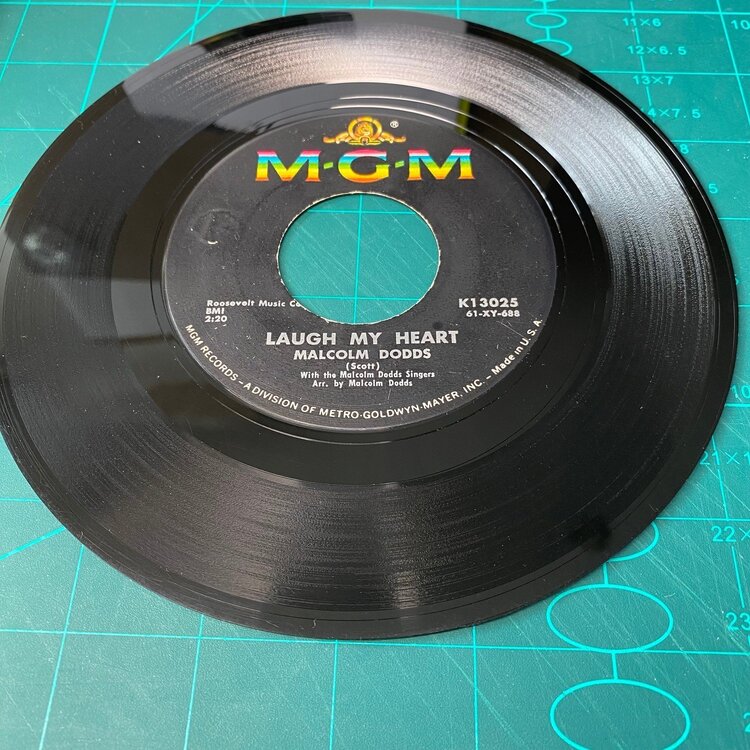 ®
M·G·M
Roosevelt Music Co
BMI
2:20
K13025
61-XY-688
LAUGH MY HEART
MALCOLM DODDS
(Scott)
With the Malcolm Dodds Singers
Arr. by Malcolm Dodds
MGM RECORDS - A DIVISION OF METRO-GOLDWYN-MAYER, INC. - Made in U.S.A.
11×6
12×6.5
13×7
14×7.5
10
21×1
22×
23